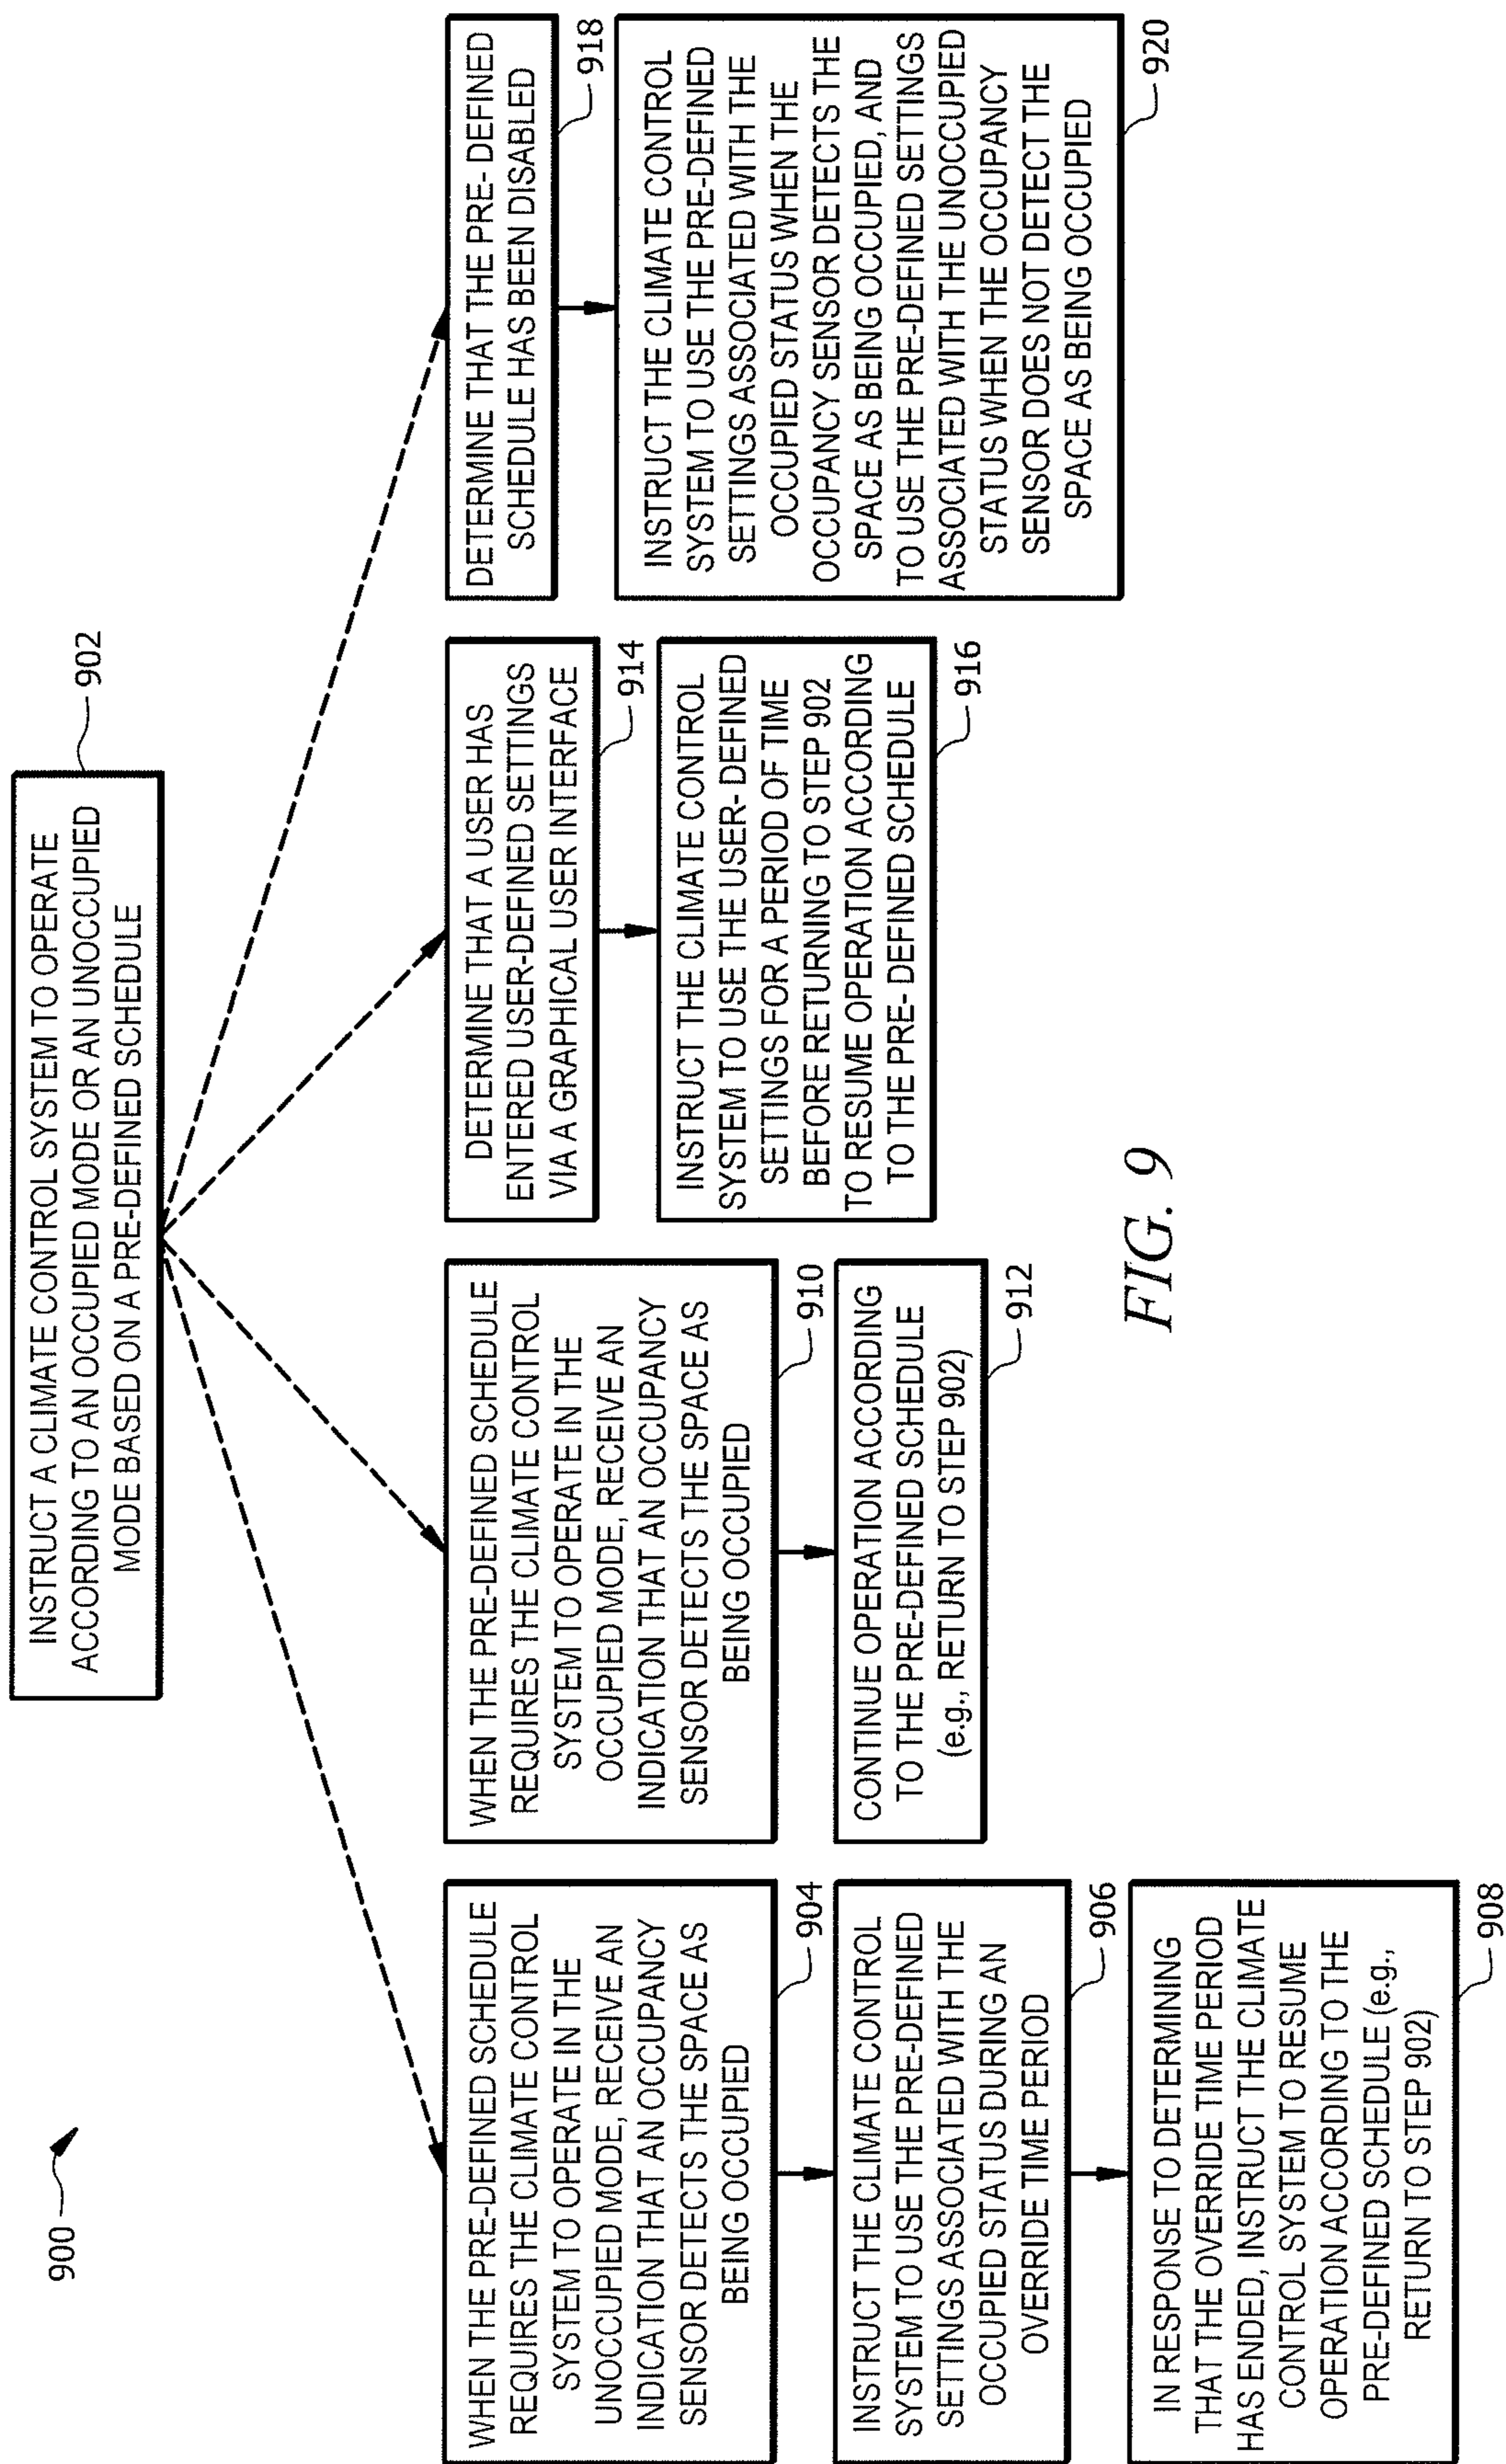 900
INSTRUCT A CLIMATE CONTROL SYSTEM TO OPERATE
ACCORDING TO AN OCCUPIED MODE OR AN UNOCCUPIED
MODE BASED ON A PRE-DEFINED SCHEDULE
902
WHEN THE PRE-DEFINED SCHEDULE
REQUIRES THE CLIMATE CONTROL
SYSTEM TO OPERATE IN THE
UNOCCUPIED MODE, RECEIVE AN
INDICATION THAT AN OCCUPANCY
SENSOR DETECTS THE SPACE AS
BEING OCCUPIED
904
INSTRUCT THE CLIMATE CONTROL
SYSTEM TO USE THE PRE-DEFINED
SETTINGS ASSOCIATED WITH THE
OCCUPIED STATUS DURING AN
OVERRIDE TIME PERIOD
906
IN RESPONSE TO DETERMINING
THAT THE OVERRIDE TIME PERIOD
HAS ENDED, INSTRUCT THE CLIMATE
CONTROL SYSTEM TO RESUME
OPERATION ACCORDING TO THE
PRE-DEFINED SCHEDULE (e.g.,
RETURN TO STEP 902)
908
WHEN THE PRE-DEFINED SCHEDULE
REQUIRES THE CLIMATE CONTROL
SYSTEM TO OPERATE IN THE
OCCUPIED MODE, RECEIVE AN
INDICATION THAT AN OCCUPANCY
SENSOR DETECTS THE SPACE AS
BEING OCCUPIED
910
CONTINUE OPERATION ACCORDING
TO THE PRE-DEFINED SCHEDULE
(e.g., RETURN TO STEP 902)
912
DETERMINE THAT A USER HAS
ENTERED USER-DEFINED SETTINGS
VIA A GRAPHICAL USER INTERFACE
914
INSTRUCT THE CLIMATE CONTROL
SYSTEM TO USE THE USER- DEFINED
SETTINGS FOR A PERIOD OF TIME
BEFORE RETURNING TO STEP 902
TO RESUME OPERATION ACCORDING
TO THE PRE- DEFINED SCHEDULE
916
DETERMINE THAT THE PRE- DEFINED
SCHEDULE HAS BEEN DISABLED
918
INSTRUCT THE CLIMATE CONTROL
SYSTEM TO USE THE PRE-DEFINED
SETTINGS ASSOCIATED WITH THE
OCCUPIED STATUS WHEN THE
OCCUPANCY SENSOR DETECTS THE
SPACE AS BEING OCCUPIED, AND
TO USE THE PRE-DEFINED SETTINGS
ASSOCIATED WITH THE UNOCCUPIED
STATUS WHEN THE OCCUPANCY
SENSOR DOES NOT DETECT THE
SPACE AS BEING OCCUPIED
920
FIG. 9